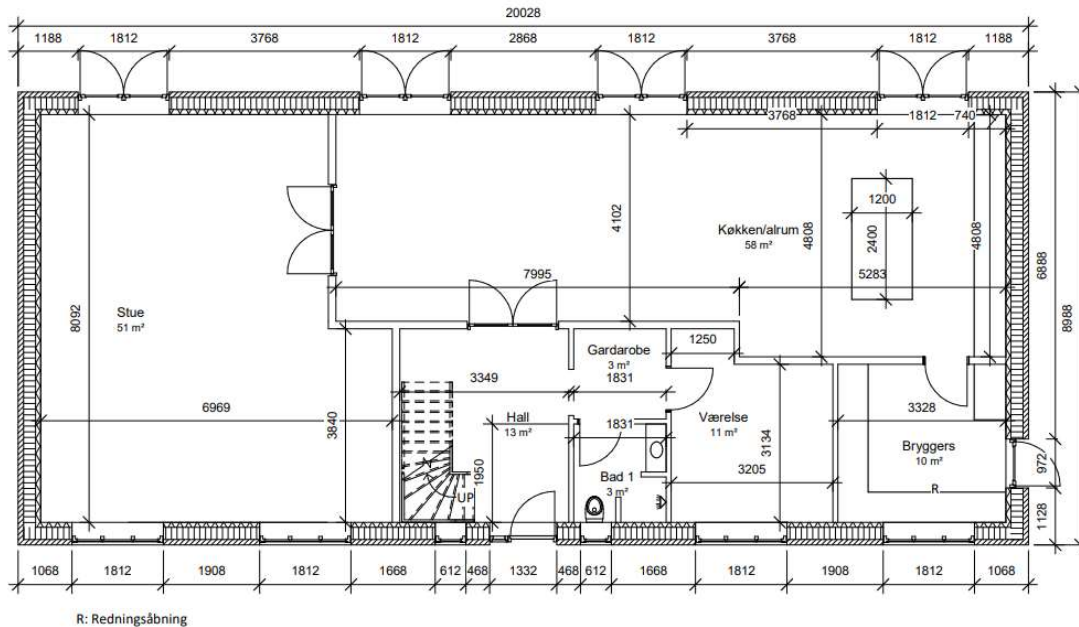 20028
1188 1812 3768 1812 2868 1812 3768 1812 1188
3768 1812 740
1200
Køkken/alrum
58 m²
4102
4808
2400
4808
5283
7995
6888
8988
Stue
51 m²
8092
1250
Gardarobe
3 m²
3349
1831
6969
3840
Hall
13 m²
1831
Værelse
11 m²
3134
3328
Bryggers
10 m²
972
1950
UP
Bad 1
3 m²
3205
R
1128
1068 1812 1908 1812 1668 612 468 1332 468 612 1668 1812 1908 1812 1068
R: Redningsåbning